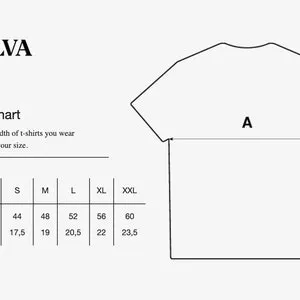 LVA
hart
dth of t-shirts you wear
our size.
A
S M L XL XXL
44 48 52 56 60
17,5 19 20,5 22 23,5